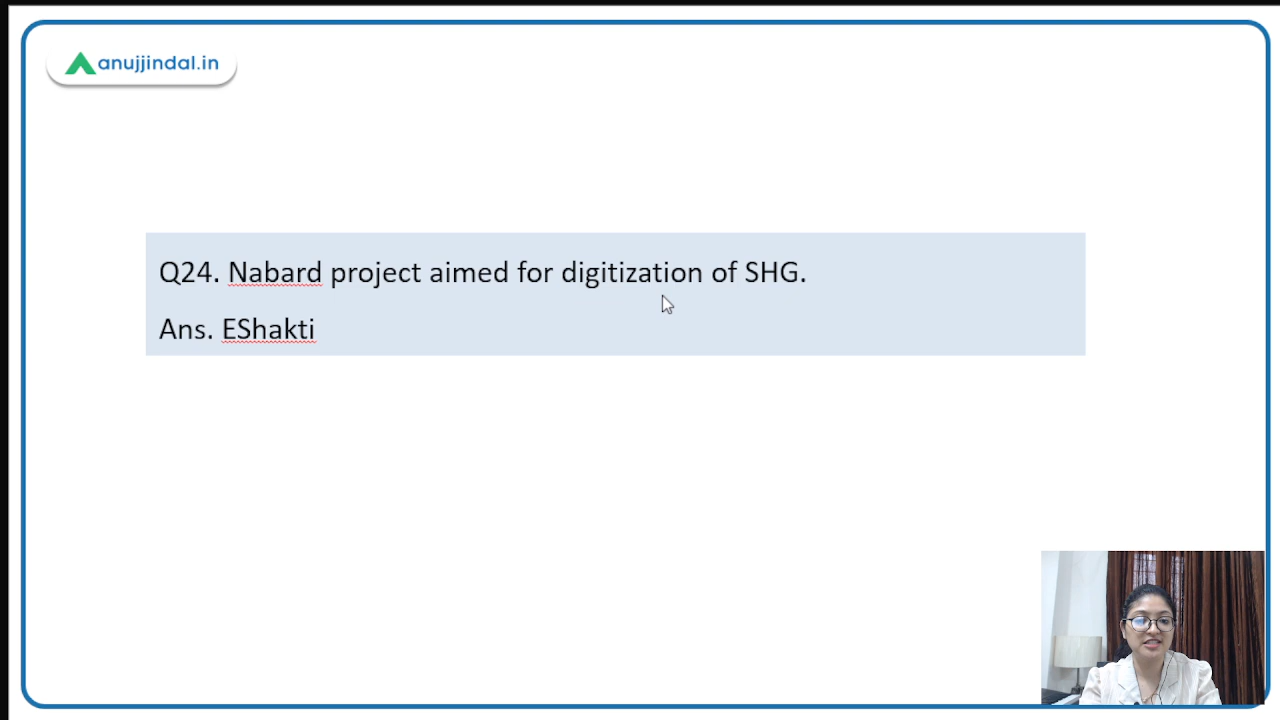 anujjindal.in
Q24. Nabard project aimed for digitization of SHG.
Ans. EShakti